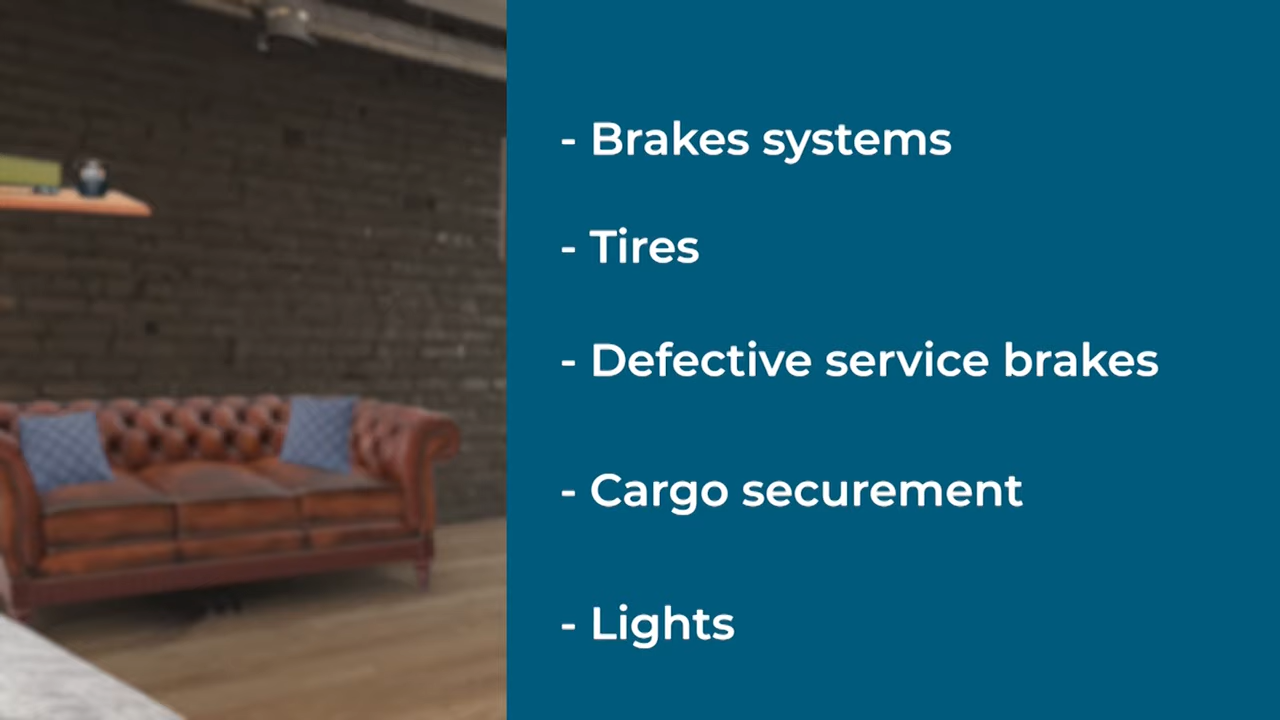 - Brakes systems
- Tires
- Defective service brakes
- Cargo securement
- Lights